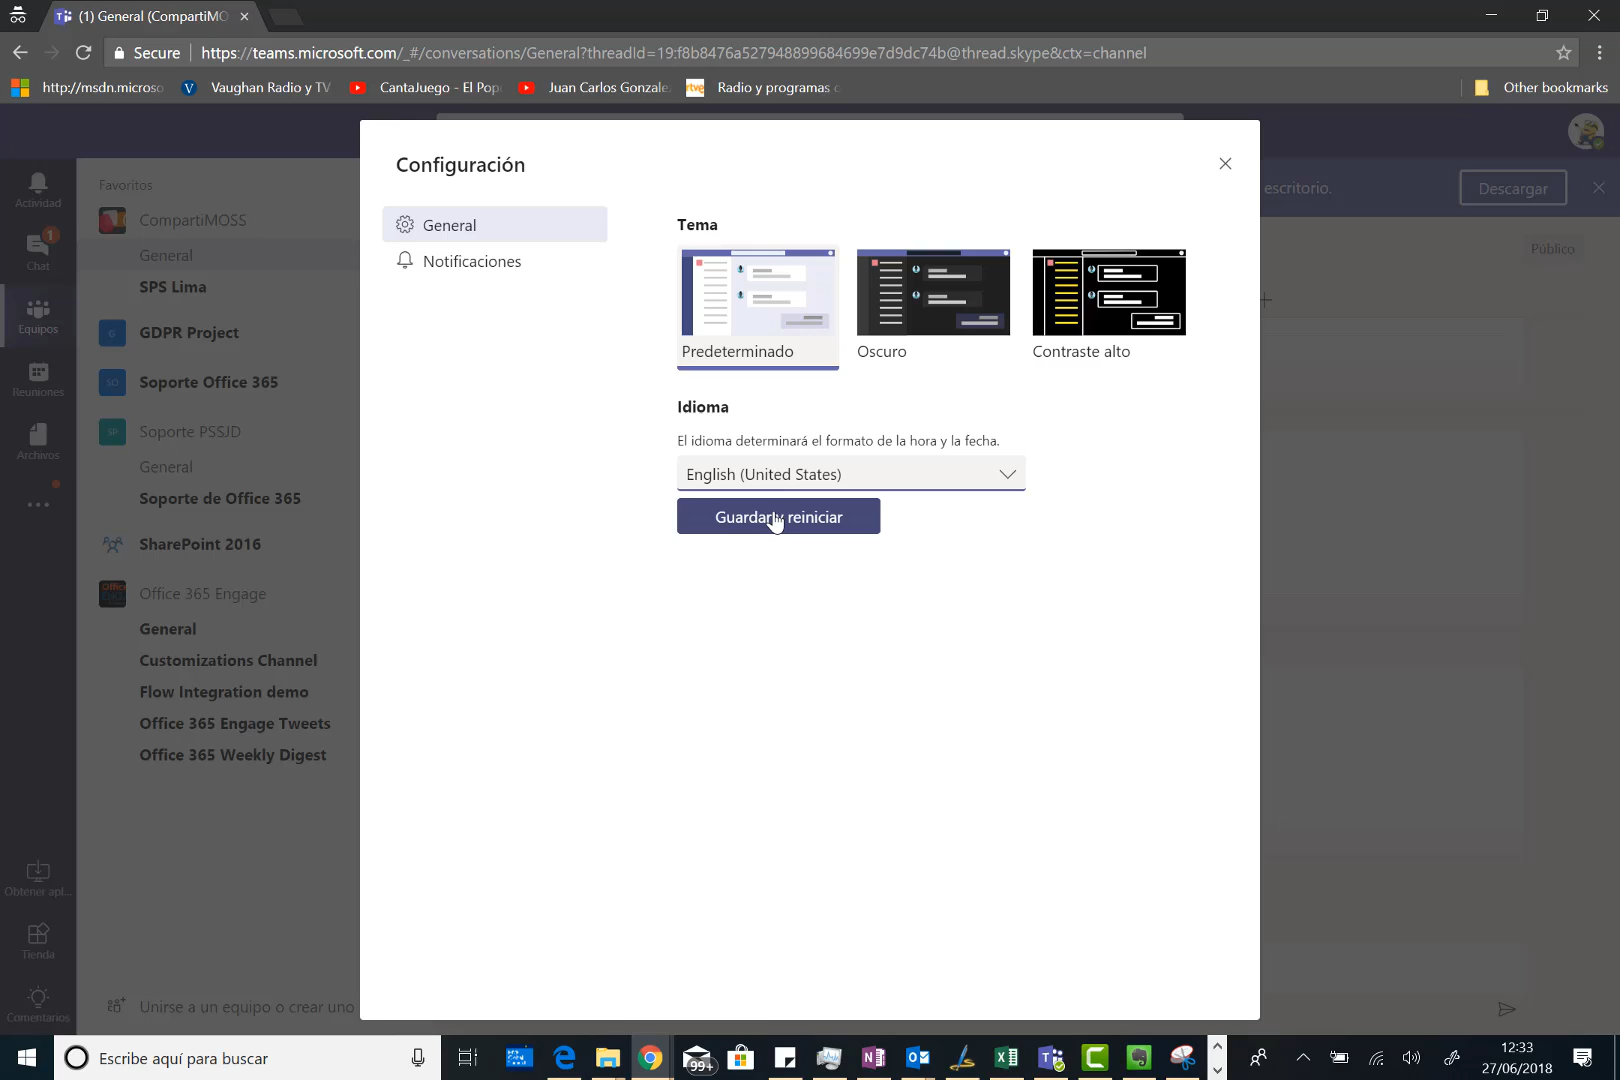 (1) General (CompartiMO
Secure
https://teams.microsoft.com/_#/conversations/General?threadId=19:f8b8476a527948899684699e7d9dc74b@thread.skype&ctx=channel
http://msdn.micros
Vaughan Radio y TV
CantaJuego - El Pop
Juan Carlos Gonzale
Radio y programas
Other bookmarks
escritorio.
Descargar
Público
Actividad
Chat
1
Equipos
Reuniones
Archivos
Obtener apl...
Tienda
Comentarios
Favoritos
CompartiMOSS
General
SPS Lima
G
GDPR Project
SO
Soporte Office 365
SP
Soporte PSSJD
General
Soporte de Office 365
SharePoint 2016
Office 365 Engage
General
Customizations Channel
Flow Integration demo
Office 365 Engage Tweets
Office 365 Weekly Digest
Unirse a un equipo o crear uno
Configuración
General
Notificaciones
Tema
Predeterminado
Oscuro
Contraste alto
Idioma
El idioma determinará el formato de la hora y la fecha.
English (United States)
Guardar y reiniciar
Escribe aquí para buscar
99+
12:33
27/06/2018